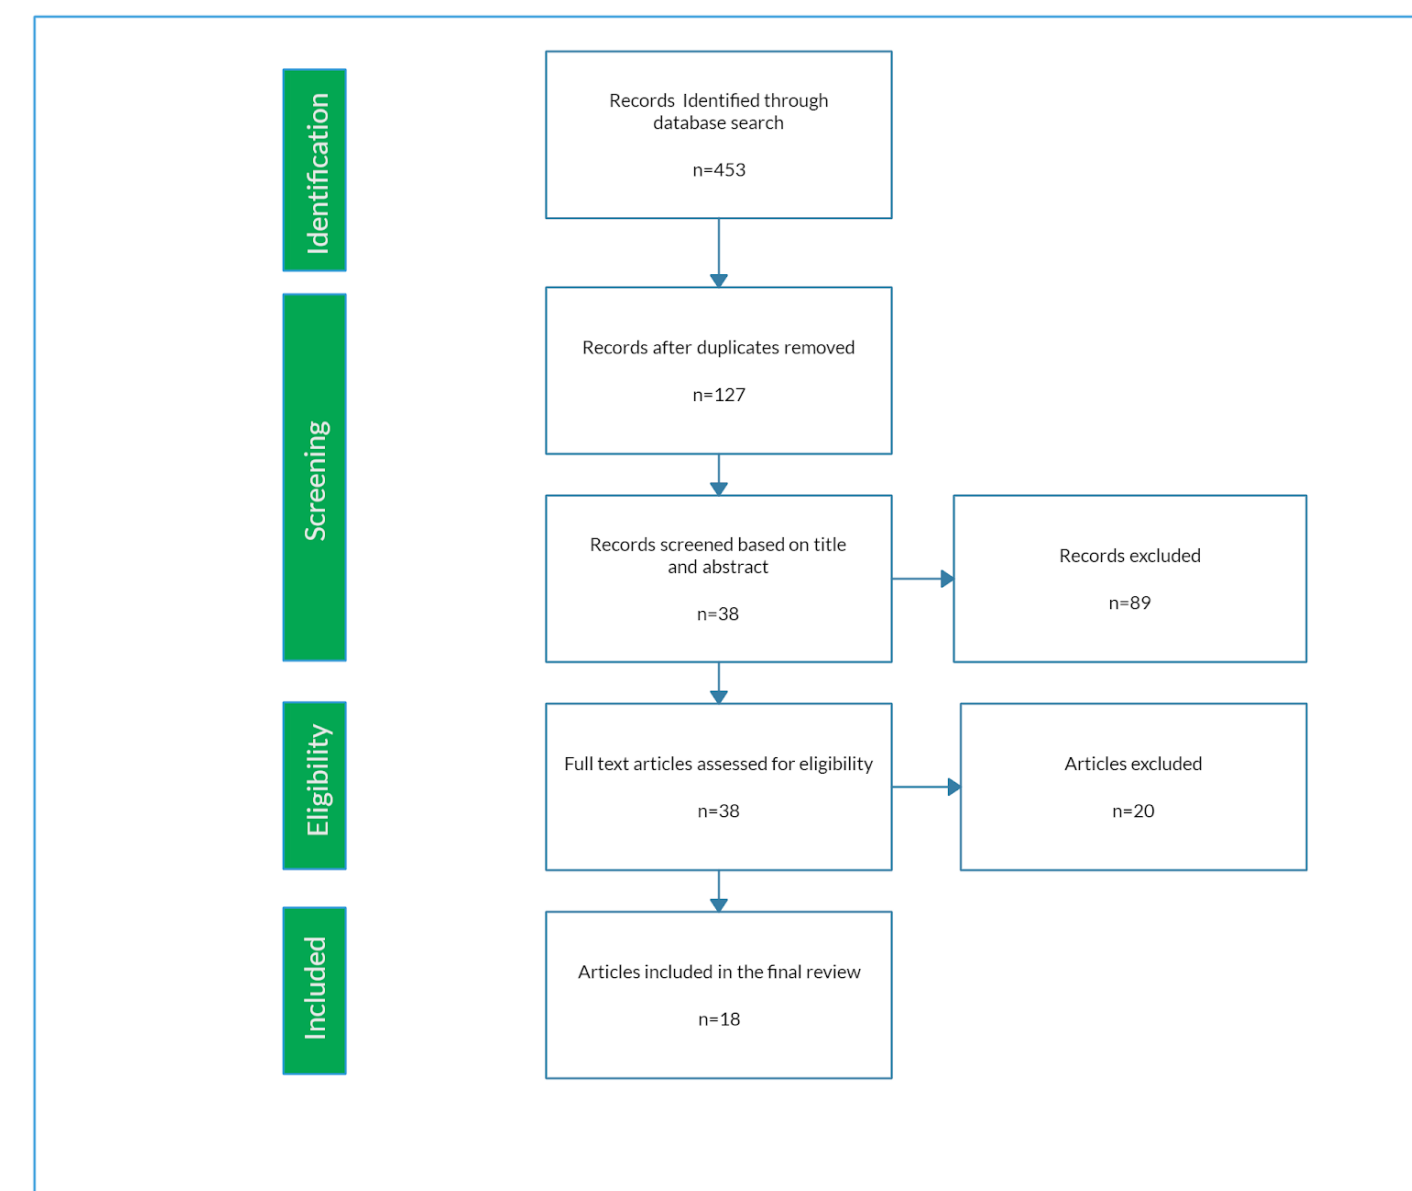 Identification
Records Identified through
database search
n=453
Screening
Records after duplicates removed
n=127
Records screened based on title
and abstract
n=38
Records excluded
n=89
Eligibility
Full text articles assessed for eligibility
n=38
Articles excluded
n=20
Included
Articles included in the final review
n=18